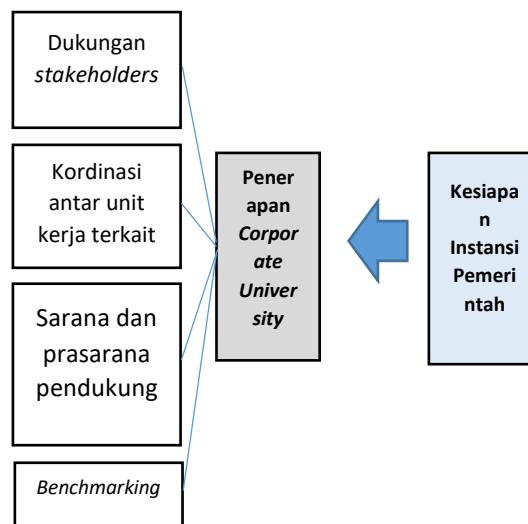 Dukungan
stakeholders
Kordinasi
antar unit
kerja terkait
Sarana dan
prasarana
pendukung
Benchmarking
Pener
apan
Corpor
ate
Univer
sity
Kesiapa
n
Instansi
Pemeri
ntah